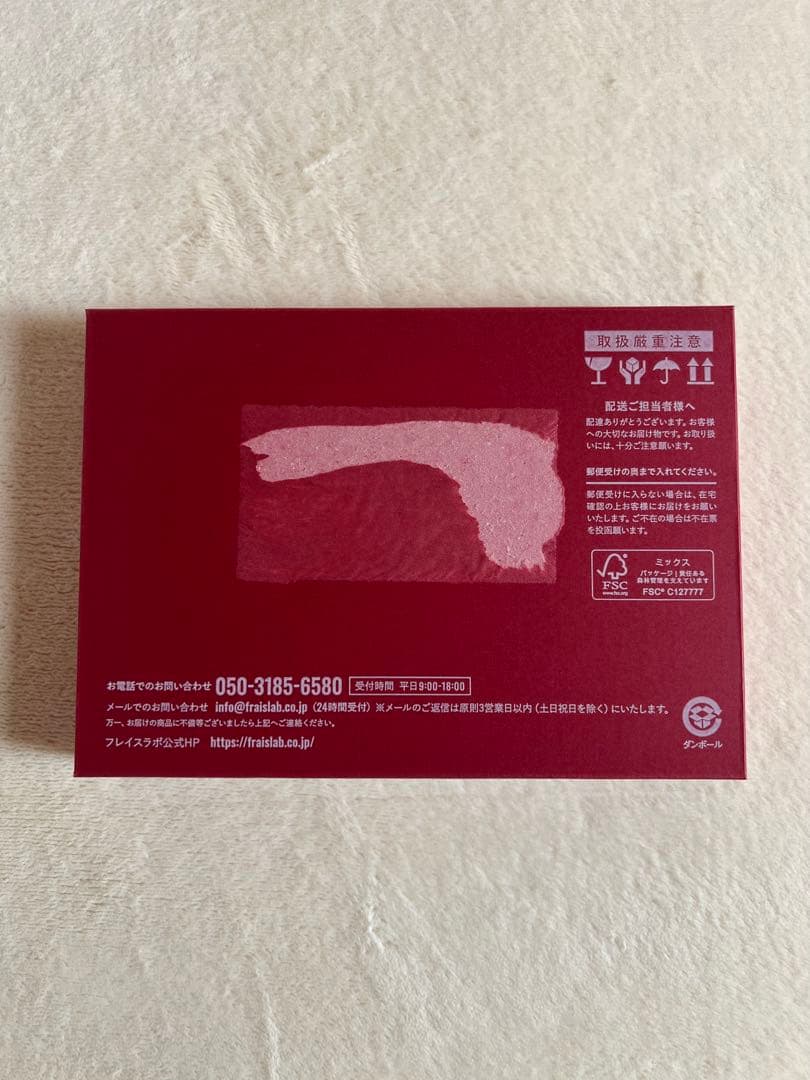 取扱厳重注意
配送ご担当者様へ
配達ありがとうございます。お客様
への大切なお届け物です。お取り扱
いには、十分ご注意願います。
郵便受けの奥まで入れてください。
郵便受けに入らない場合は、在宅
確認の上お客様にお届けをお願い
いたします。ご不在の場合は不在票
を投函願います。
FSC
www.fsc.org
ミックス
パッケージ | 責任ある
森林管理を支えています
FSC® C127777
お電話でのお問い合わせ 050-3185-6580 受付時間 平日9:00-18:00
メールでのお問い合わせ info@fraislab.co.jp（24時間受付）※メールのご返信は原則3営業日以内（土日祝日を除く）にいたします。
万一、お届けの商品に不備等ございましたら上記へご連絡ください。
フレイスラボ公式HP https://fraislab.co.jp/
ダンボール